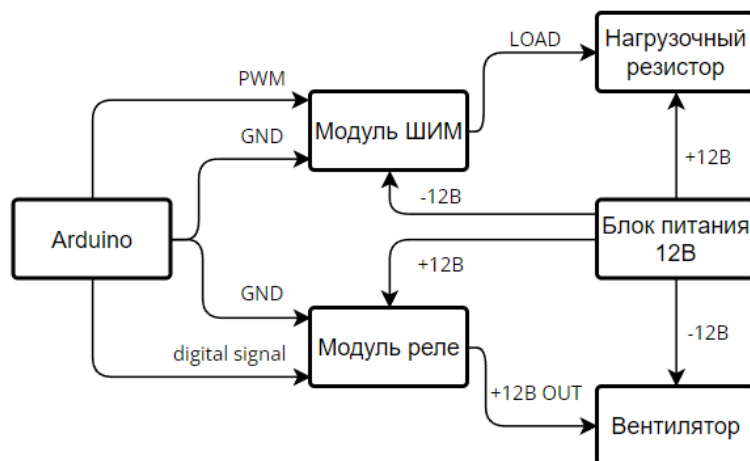 LOAD
Нагрузочный
резистор
PWM
Модуль ШИМ
GND
+12В
-12В
Arduino
Блок питания
12В
+12В
GND
Модуль реле
-12В
digital signal
+12В OUT
Вентилятор